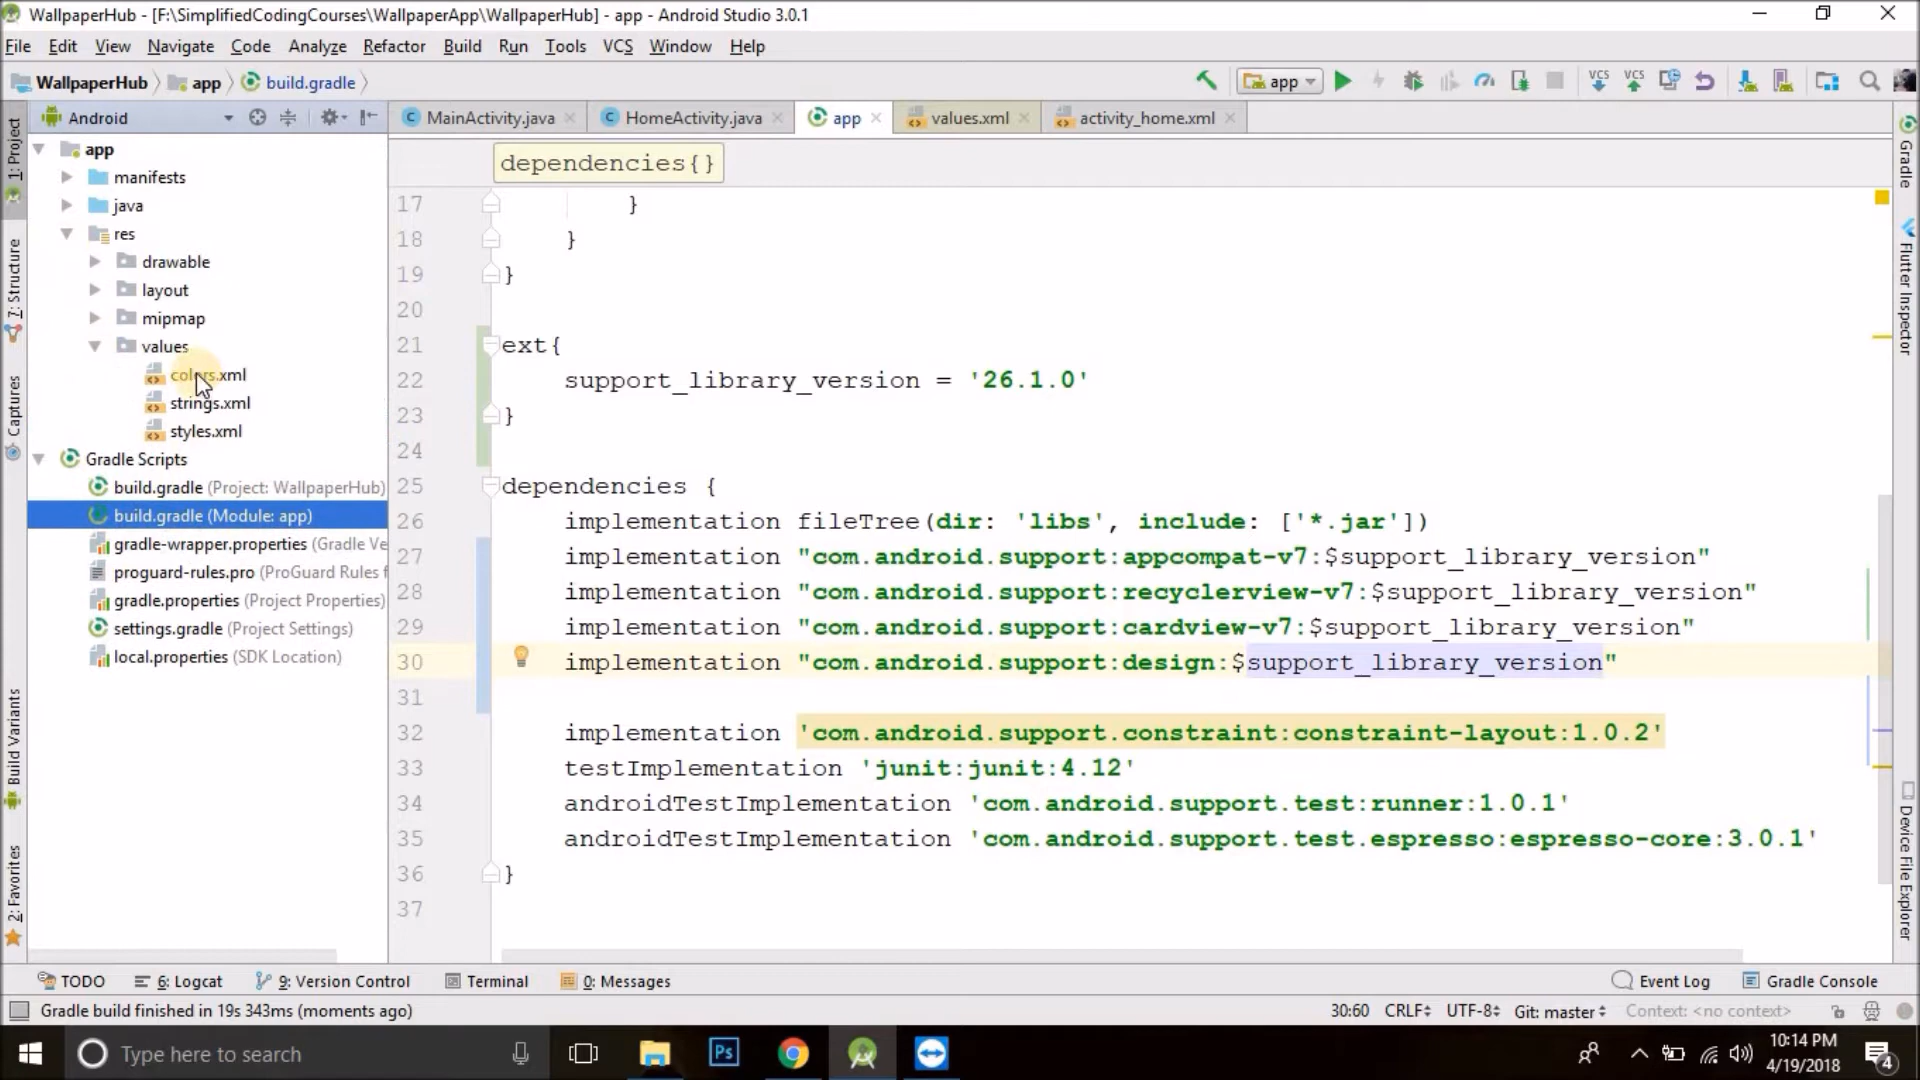 WallpaperHub - [F:\SimplifiedCodingCourses\WallpaperApp\WallpaperHub] - app - Android Studio 3.0.1
File Edit View Navigate Code Analyze Refactor Build Run Tools VCS Window Help
WallpaperHub app build.gradle
app
VCS VCS
Android
MainActivity.java HomeActivity.java app values.xml activity_home.xml
dependencies{}
1: Project
7: Structure
Captures
Build Variants
2: Favorites
app
manifests
java
res
drawable
layout
mipmap
values
colors.xml
strings.xml
styles.xml
Gradle Scripts
build.gradle (Project: WallpaperHub)
build.gradle (Module: app)
gradle-wrapper.properties (Gradle Ve
proguard-rules.pro (ProGuard Rules f
gradle.properties (Project Properties)
settings.gradle (Project Settings)
local.properties (SDK Location)
17 }
18 }
19 }
20
21 ext{
22 support_library_version = '26.1.0'
23 }
24
25 dependencies {
26 implementation fileTree(dir: 'libs', include: ['*.jar'])
27 implementation "com.android.support:appcompat-v7:$support_library_version"
28 implementation "com.android.support:recyclerview-v7:$support_library_version"
29 implementation "com.android.support:cardview-v7:$support_library_version"
30 implementation "com.android.support:design:$support_library_version"
31
32 implementation 'com.android.support.constraint:constraint-layout:1.0.2'
33 testImplementation 'junit:junit:4.12'
34 androidTestImplementation 'com.android.support.test:runner:1.0.1'
35 androidTestImplementation 'com.android.support.test.espresso:espresso-core:3.0.1'
36 }
37
Gradle
Flutter Inspector
Device File Explorer
TODO 6: Logcat 9: Version Control Terminal 0: Messages Event Log Gradle Console
Gradle build finished in 19s 343ms (moments ago) 30:60 CRLF UTF-8 Git: master Context: <no context>
Type here to search
Ps
10:14 PM
4/19/2018
4